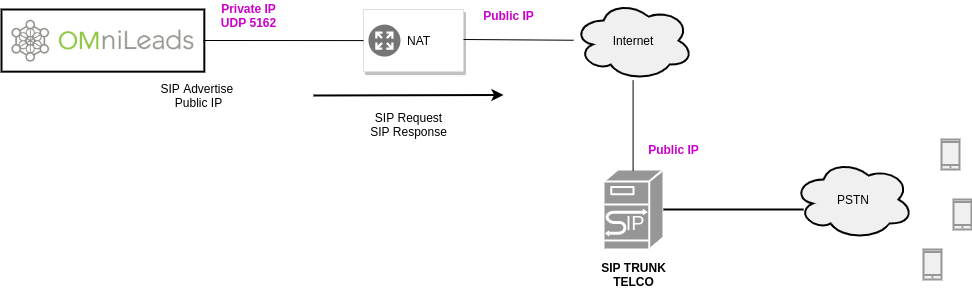 Private IP
UDP 5162
Public IP
OMniLeads
NAT
Internet
SIP Advertise
Public IP
SIP Request
SIP Response
Public IP
SIP
PSTN
SIP TRUNK
TELCO